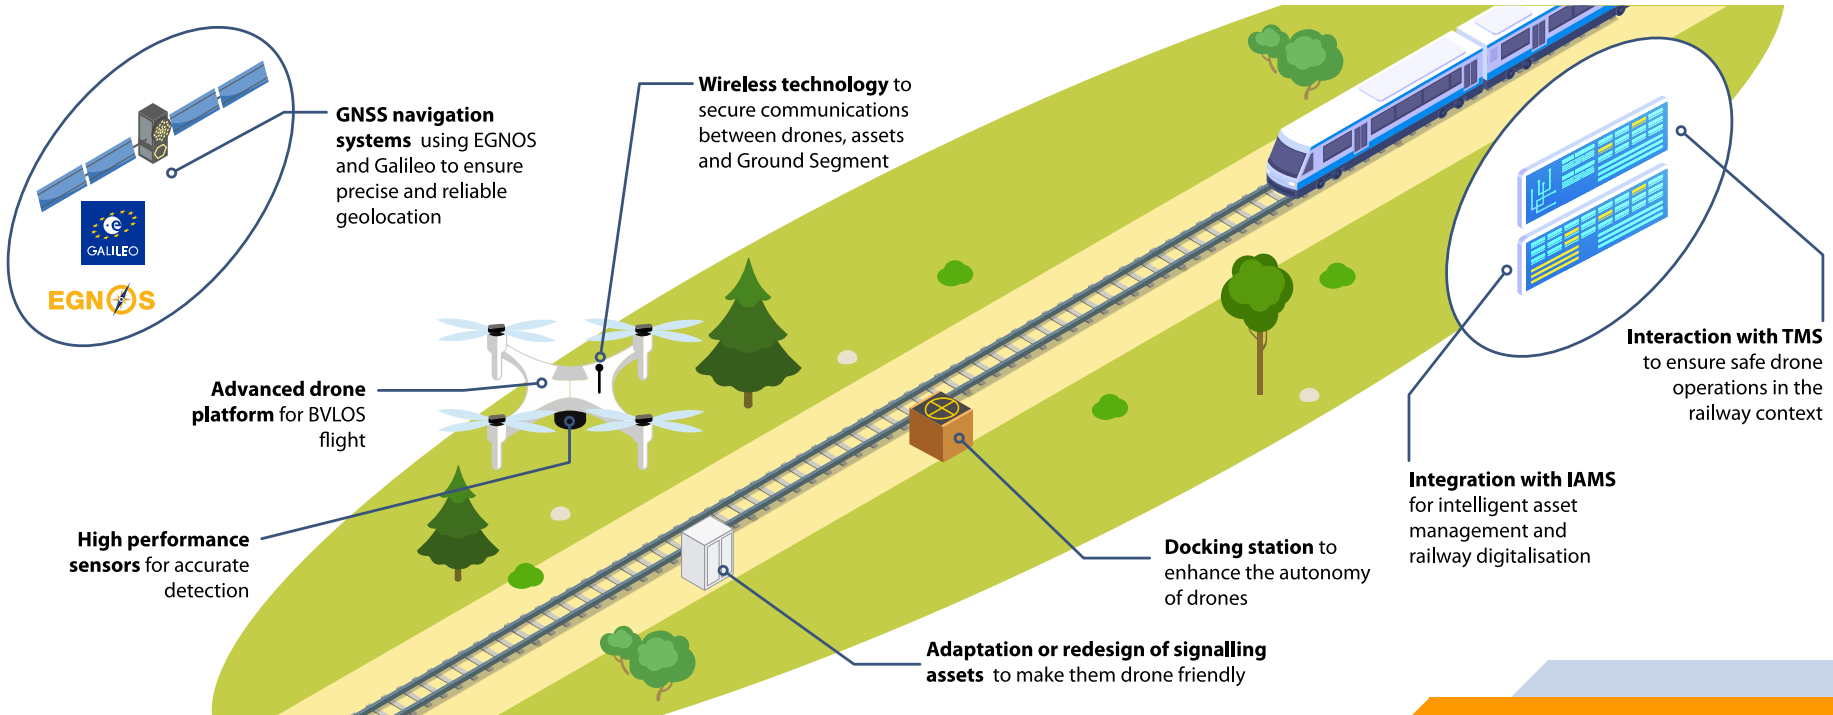 GNSS navigation
systems using EGNOS
and Galileo to ensure
precise and reliable
geolocation
GALILEO
EGNOS
Wireless technology to
secure communications
between drones, assets
and Ground Segment
Advanced drone
platform for BVLOS
flight
High performance
sensors for accurate
detection
Interaction with TMS
to ensure safe drone
operations in the
railway context
Integration with IAMS
for intelligent asset
management and
railway digitalisation
Docking station to
enhance the autonomy
of drones
Adaptation or redesign of signalling
assets to make them drone friendly